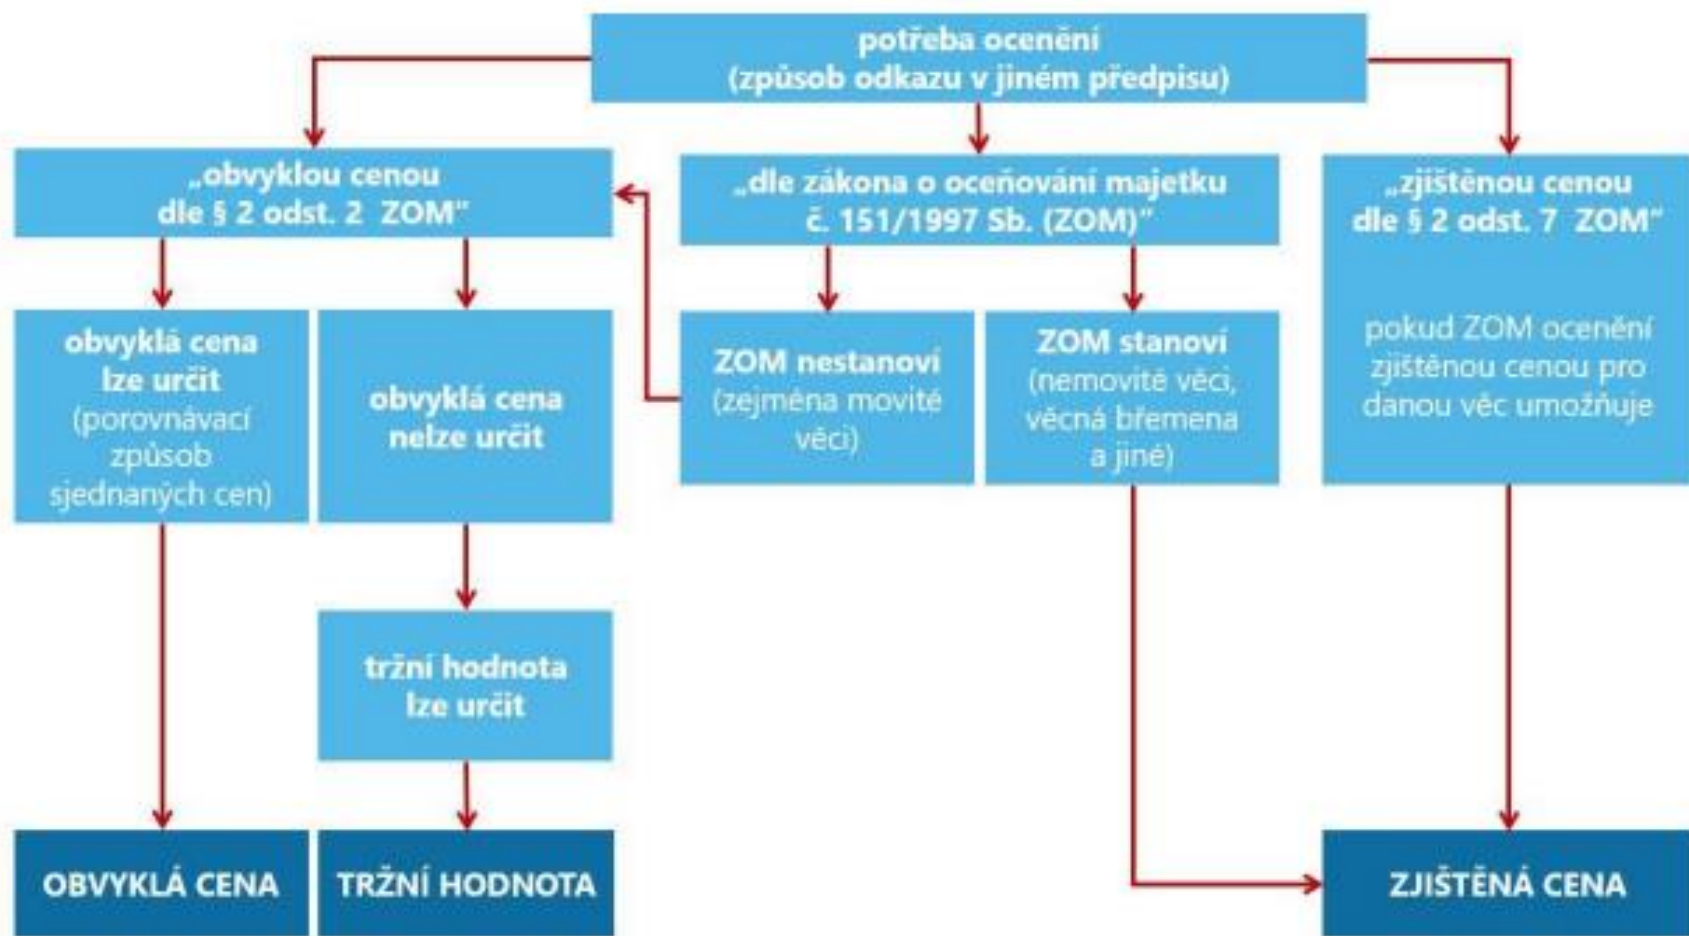 potřeba ocenění
(způsob odkazu v jiném předpisu)
„obvyklou cenou
dle § 2 odst. 2 ZOM“
„dle zákona o oceňování majetku
č. 151/1997 Sb. (ZOM)“
„zjištěnou cenou
dle § 2 odst. 7 ZOM“
pokud ZOM ocenění
zjištěnou cenou pro
danou věc umožňuje
obvyklá cena
lze určit
(porovnávací
způsob
sjednaných cen)
obvyklá cena
nelze určit
ZOM nestanoví
(zejména movité
věci)
ZOM stanoví
(nemovité věci,
věcná břemena
a jiné)
tržní hodnota
lze určit
OBVYKLÁ CENA
TRŽNÍ HODNOTA
ZJIŠTĚNÁ CENA